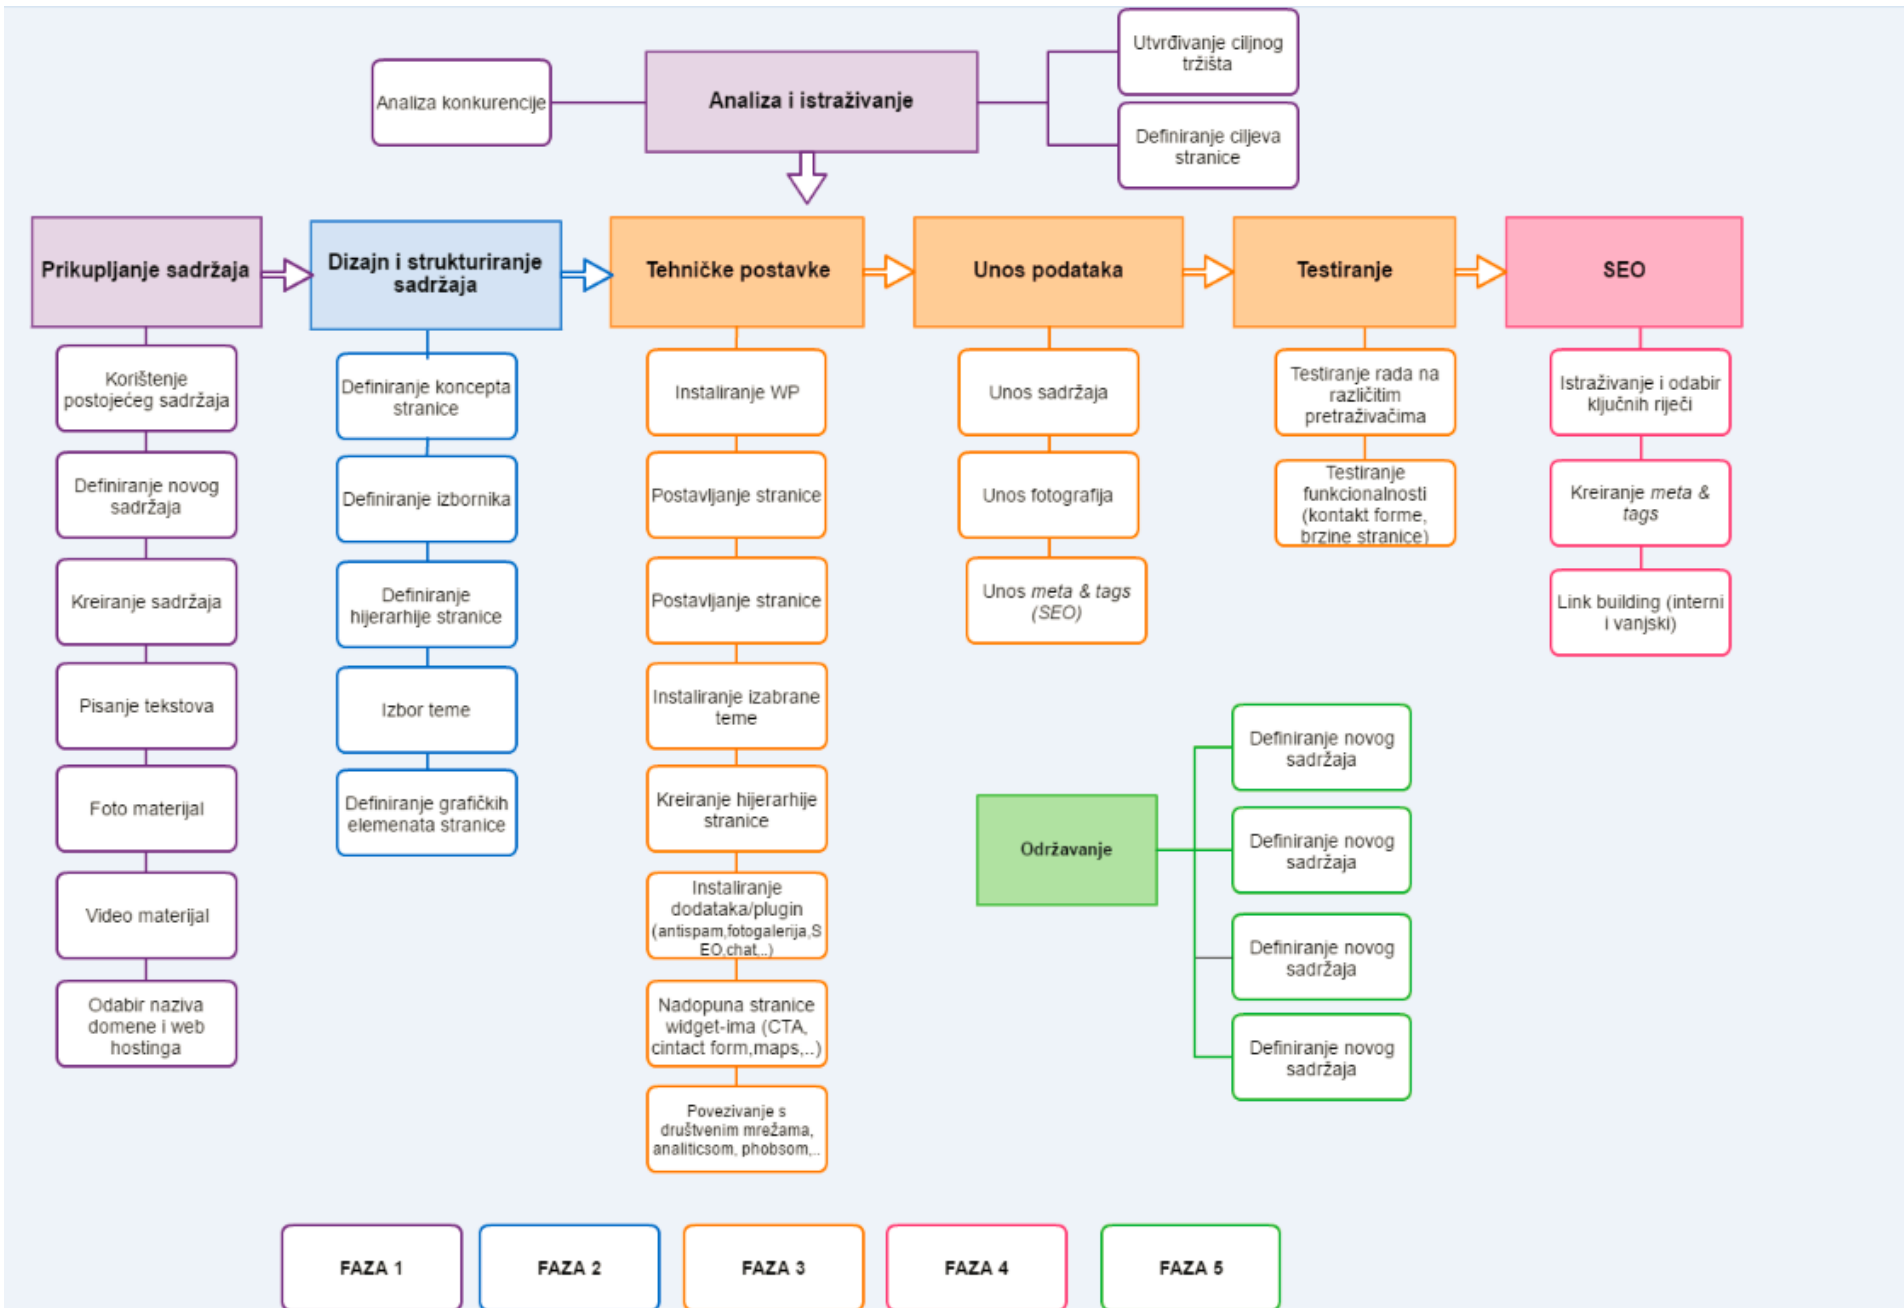 Analiza konkurencije
Analiza i istraživanje
Utvrđivanje ciljnog
tržišta
Definiranje ciljeva
stranice
Prikupljanje sadržaja
Dizajn i strukturiranje
sadržaja
Tehničke postavke
Unos podataka
Testiranje
SEO
Korištenje
postojećeg sadržaja
Definiranje novog
sadržaja
Kreiranje sadržaja
Pisanje tekstova
Foto materijal
Video materijal
Odabir naziva
domene i web
hostinga
Definiranje koncepta
stranice
Definiranje izbornika
Definiranje
hijerarhije stranice
Izbor teme
Definiranje grafičkih
elemenata stranice
Instaliranje WP
Postavljanje stranice
Postavljanje stranice
Instaliranje izabrane
teme
Kreiranje hijerarhije
stranice
Instaliranje
dodataka/plugin
(antispam,fotogalerija,S
EO,chat,..)
Nadopuna stranice
widget-ima (CTA,
cintact form,maps,..)
Povezivanje s
društvenim mrežama,
analiticsom, phobsom,..
Unos sadržaja
Unos fotografija
Unos meta & tags
(SEO)
Testiranje rada na
različitim
pretraživačima
Testiranje
funkcionalnosti
(kontakt forme,
brzine stranice)
Istraživanje i odabir
ključnih riječi
Kreiranje meta &
tags
Link building (interni
i vanjski)
Održavanje
Definiranje novog
sadržaja
Definiranje novog
sadržaja
Definiranje novog
sadržaja
Definiranje novog
sadržaja
FAZA 1
FAZA 2
FAZA 3
FAZA 4
FAZA 5